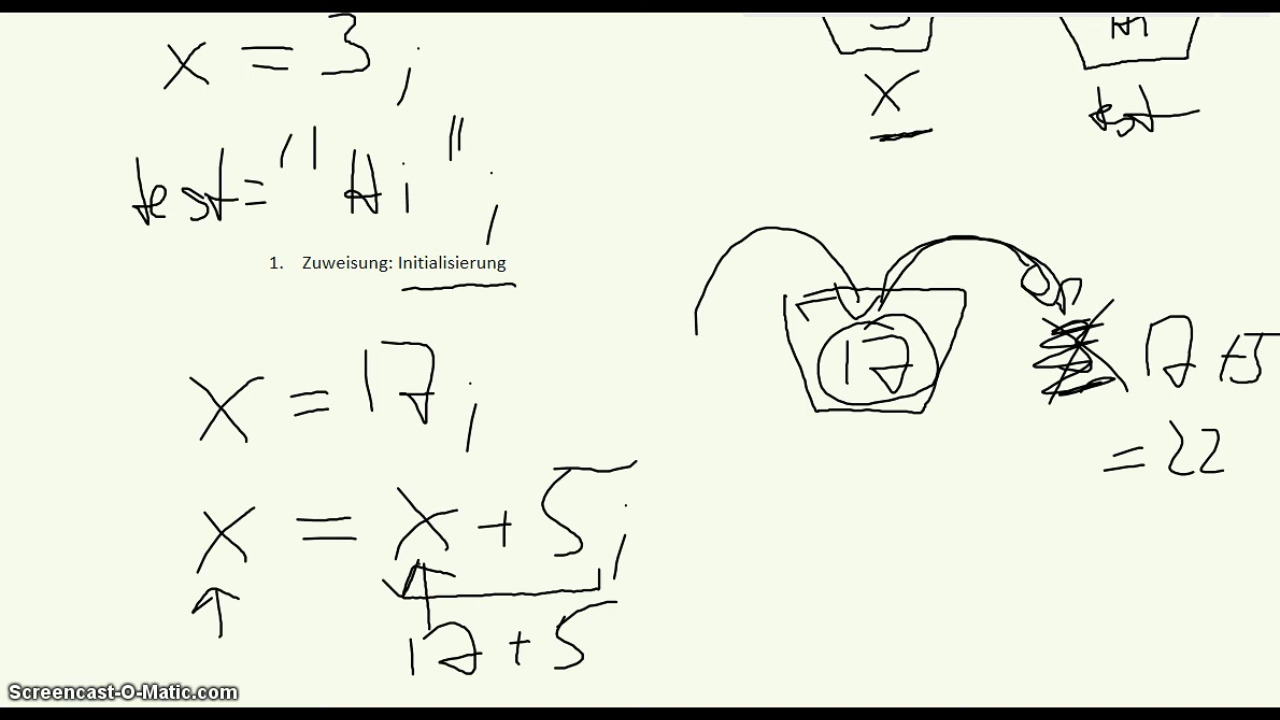 x = 3;
x
test
test = "Hi";
1. Zuweisung: Initialisierung
x = 17;
17
17 + 5
= 22
x = x + 5;
17 + 5
Screencast-O-Matic.com